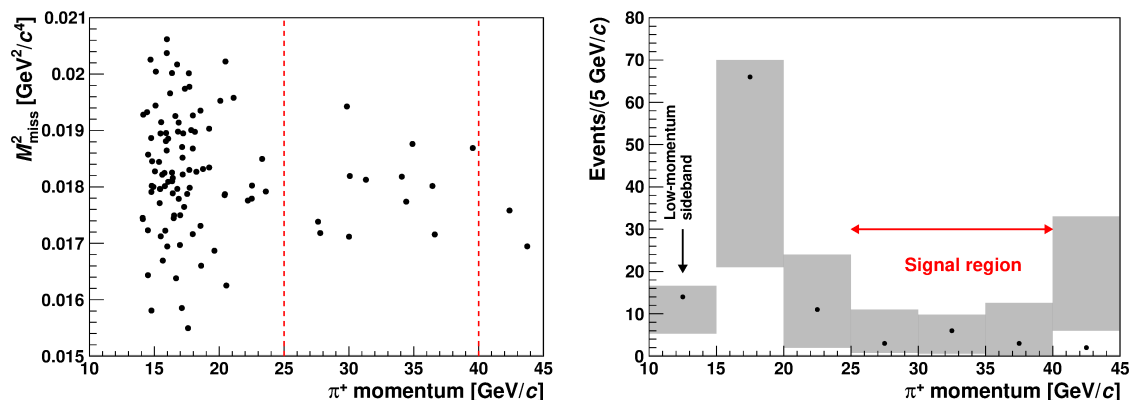 M²miss [GeV²/c⁴]
0.021
0.02
0.019
0.018
0.017
0.016
0.015
10 15 20 25 30 35 40 45
π⁺ momentum [GeV/c]
Events/(5 GeV/c)
80
70
60
50
40
30
20
10
0
Low-momentum
sideband
Signal region
10 15 20 25 30 35 40 45
π⁺ momentum [GeV/c]